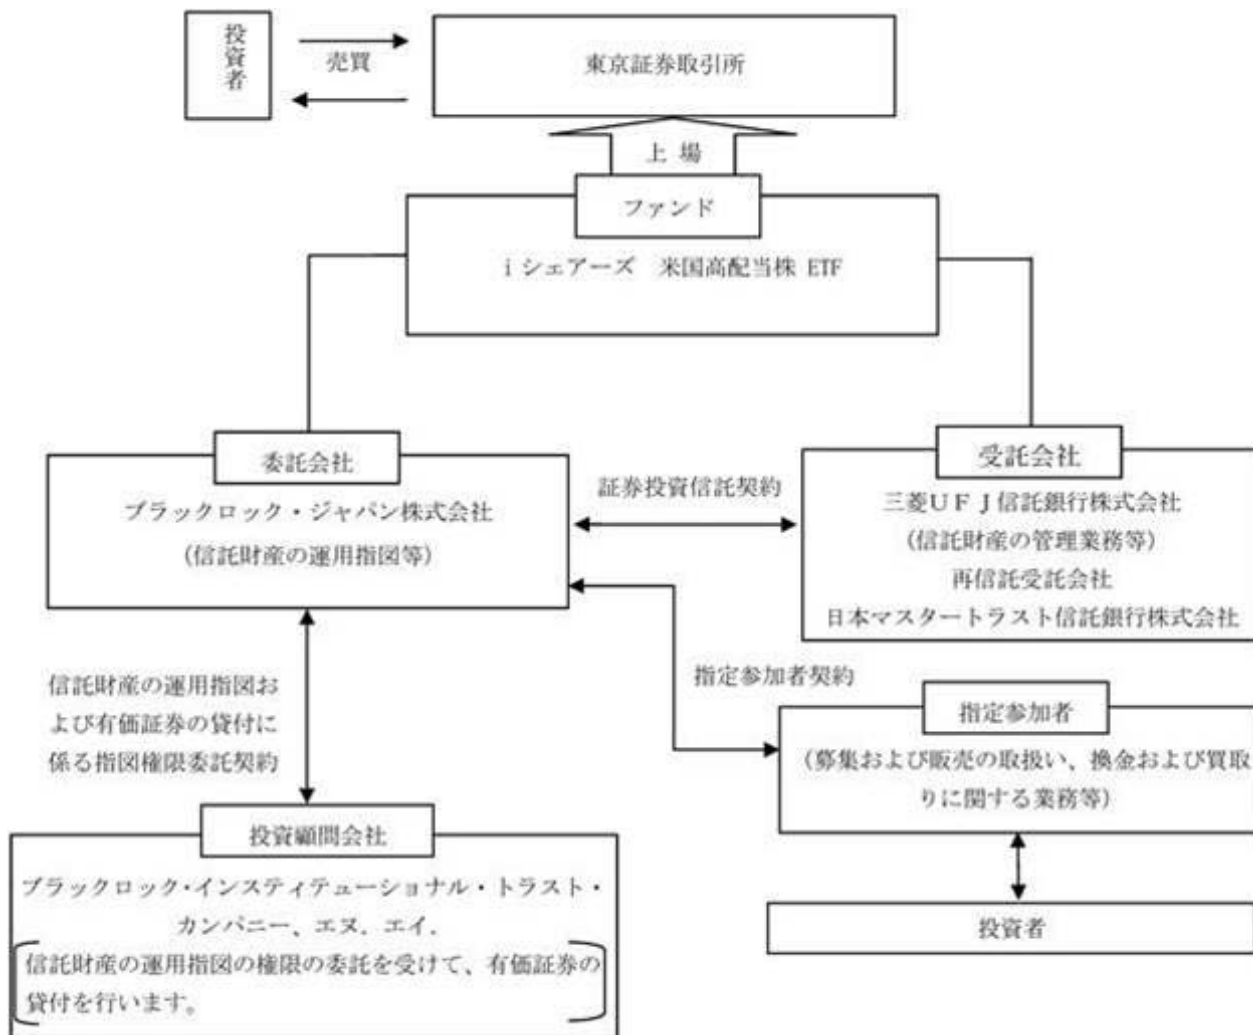 投資者
売買
東京証券取引所
上 場
ファンド
iシェアーズ 米国高配当株 ETF
委託会社
ブラックロック・ジャパン株式会社
(信託財産の運用指図等)
証券投資信託契約
受託会社
三菱UFJ信託銀行株式会社
(信託財産の管理業務等)
再信託受託会社
日本マスタートラスト信託銀行株式会社
信託財産の運用指図お
よび有価証券の貸付に
係る指図権限委託契約
指定参加者契約
指定参加者
(募集および販売の取扱い、換金および買取
りに関する業務等)
投資者
投資顧問会社
ブラックロック・インスティテューショナル・トラスト・
カンパニー、エヌ.エイ.
信託財産の運用指図の権限の委託を受けて、有価証券の
貸付を行います。